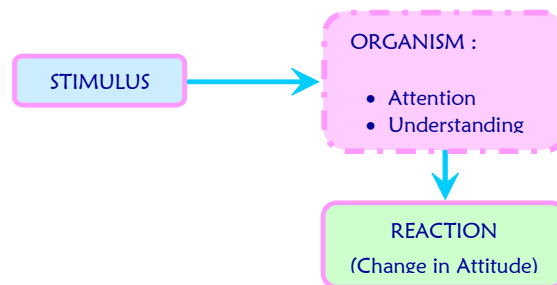 STIMULUS
ORGANISM :
• Attention
• Understanding
REACTION
(Change in Attitude)